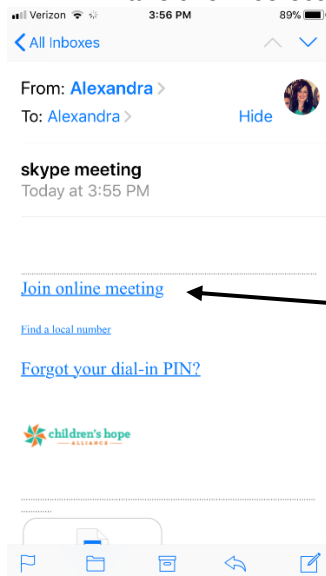 Verizon 3:56 PM 89%
All Inboxes
From: Alexandra
To: Alexandra Hide
skype meeting
Today at 3:55 PM
Join online meeting
Find a local number
Forgot your dial-in PIN?
children's hope
ALLIANCE